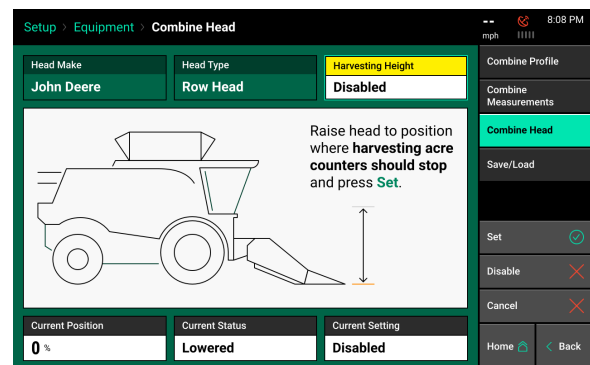 Setup > Equipment > Combine Head
-- mph
8:08 PM
Head Make
John Deere
Head Type
Row Head
Harvesting Height
Disabled
Raise head to position
where harvesting acre
counters should stop
and press Set.
Current Position
0 %
Current Status
Lowered
Current Setting
Disabled
Combine Profile
Combine
Measurements
Combine Head
Save/Load
Set
Disable
Cancel
Home
< Back